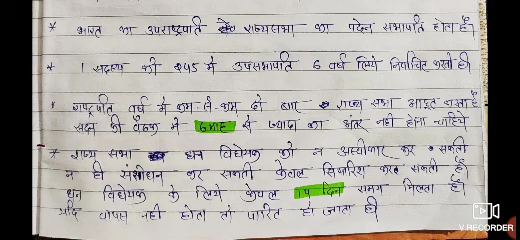 * भारत का उपराष्ट्रपति राज्यसभा का पदेन सभापति होता है।
* 1 सदस्य की 245 में उपसभापति 6 वर्ष लिये निर्वाचित करती है।
* राष्ट्रपति वर्ष में कम-से-कम दो बार राज्य सभा आहूत करता है
सदन की बैठक में 6 माह से ज्यादा का अंतर नही होना चाहिये
* राज्य सभा धन विधेयक को न अस्वीकार कर सकती
न ही संशोधन कर सकती केवल सिफारिश कर सकती है।
धन विधेयक के लिये केवल 14 दिन समय मिलता है।
यदि वापस नही होता तो पारित हो जाता है।
V RECORDER